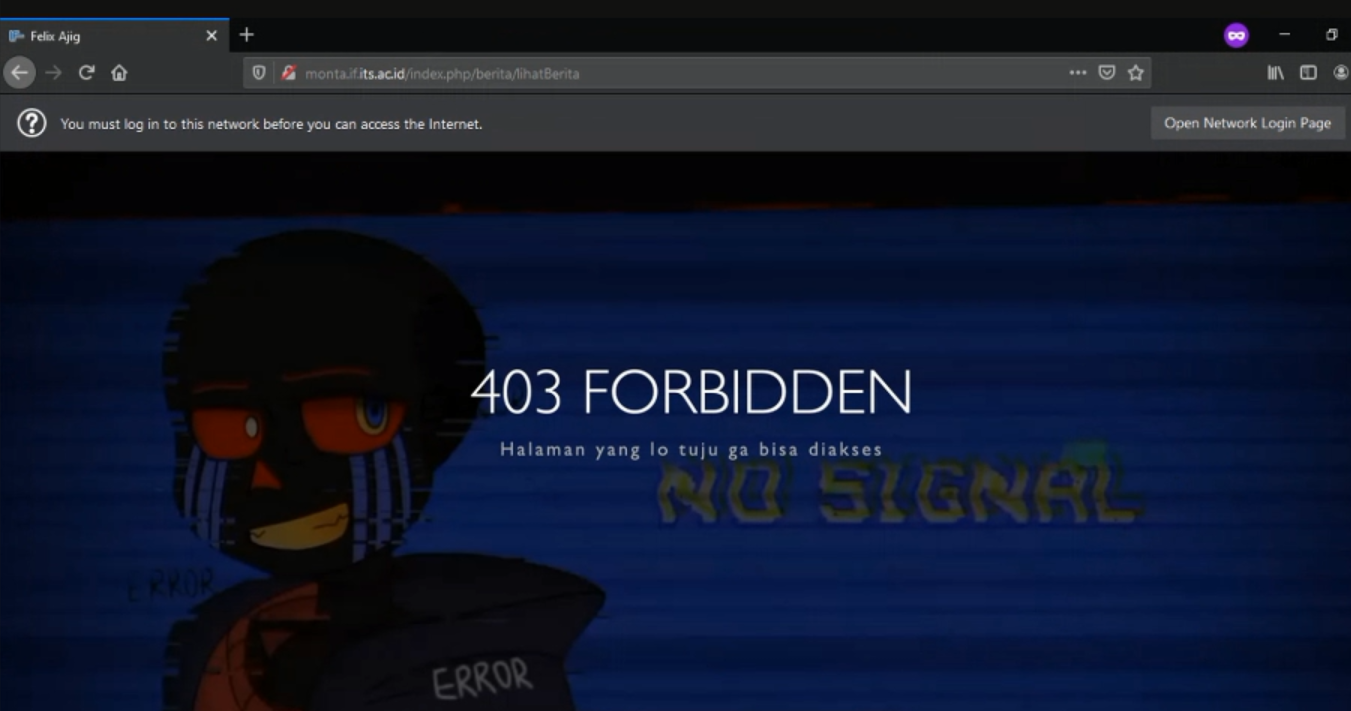 Felix Ajig
monta.if.its.ac.id/index.php/berita/lihatBerita
You must log in to this network before you can access the Internet.
Open Network Login Page
403 FORBIDDEN
Halaman yang lo tuju ga bisa diakses
NO SIGNAL
ERROR
ERROR